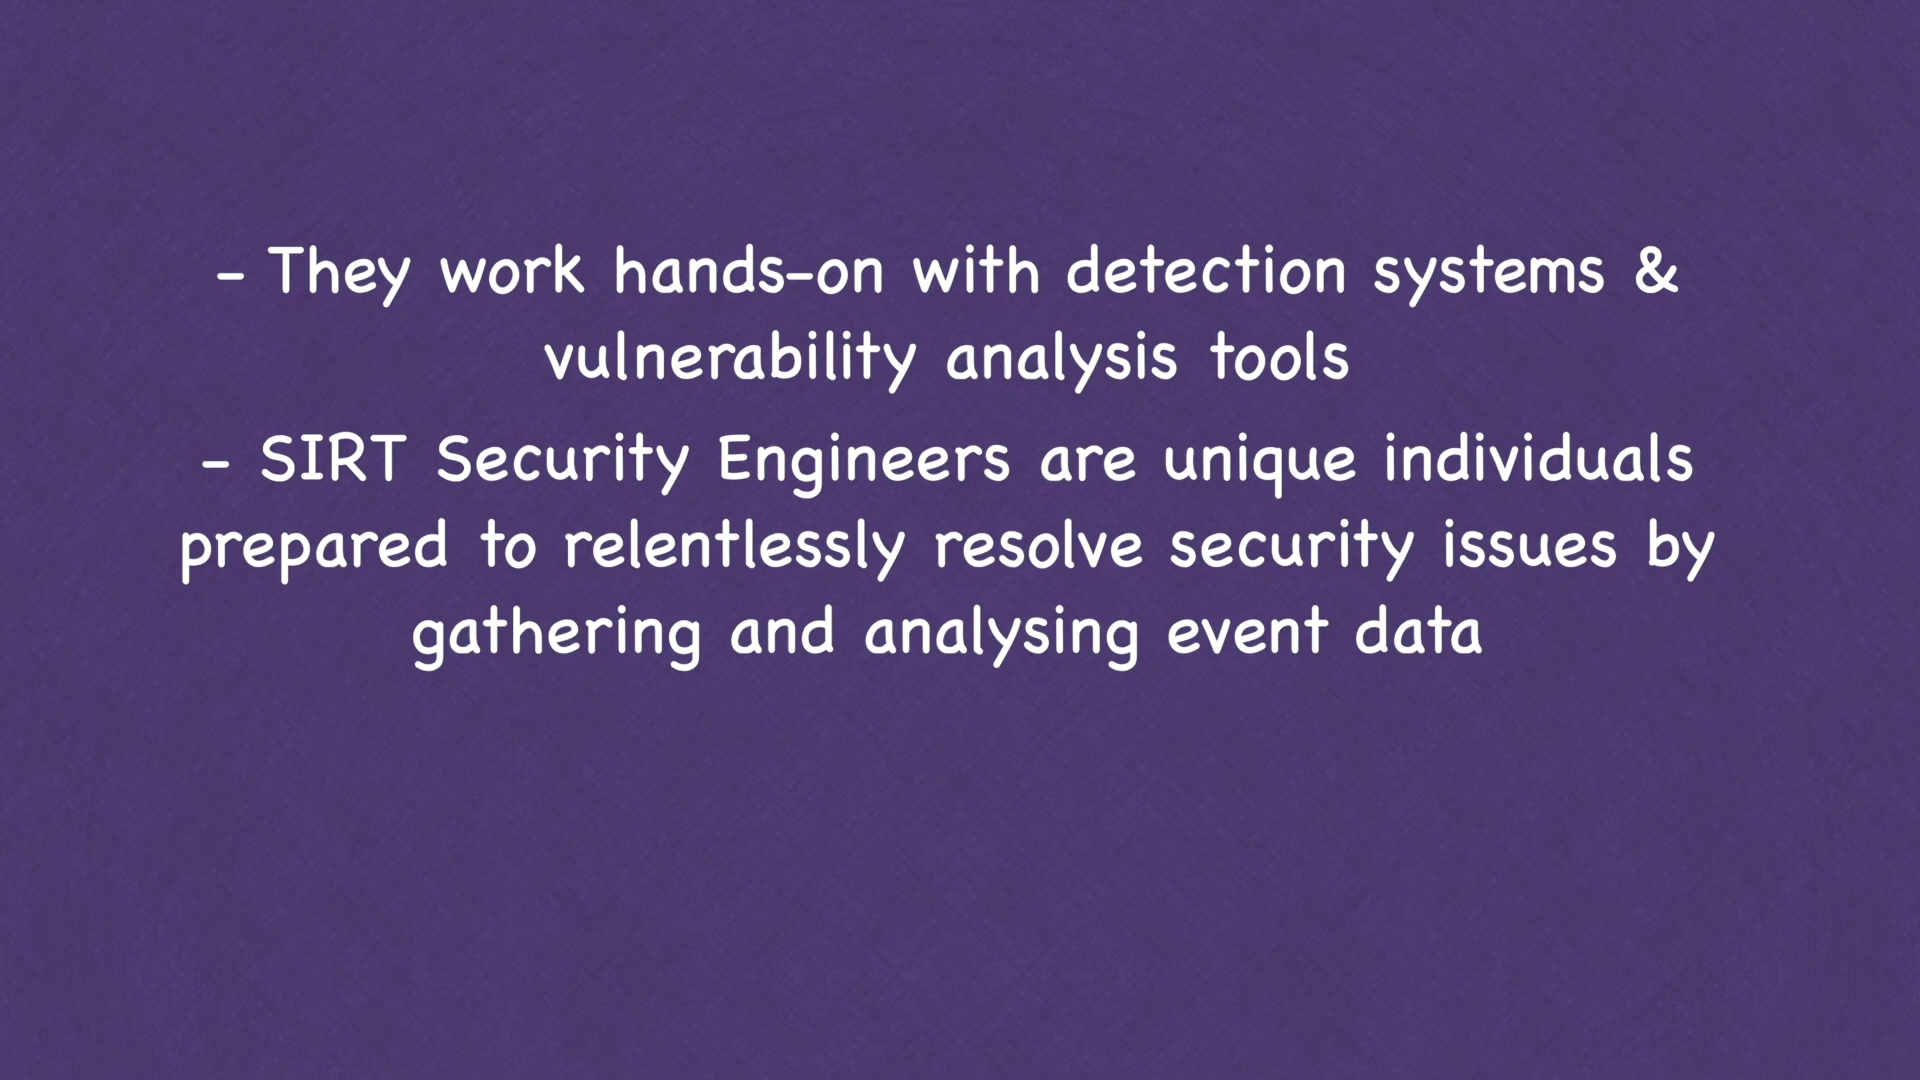 - They work hands-on with detection systems &
vulnerability analysis tools
- SIRT Security Engineers are unique individuals
prepared to relentlessly resolve security issues by
gathering and analysing event data